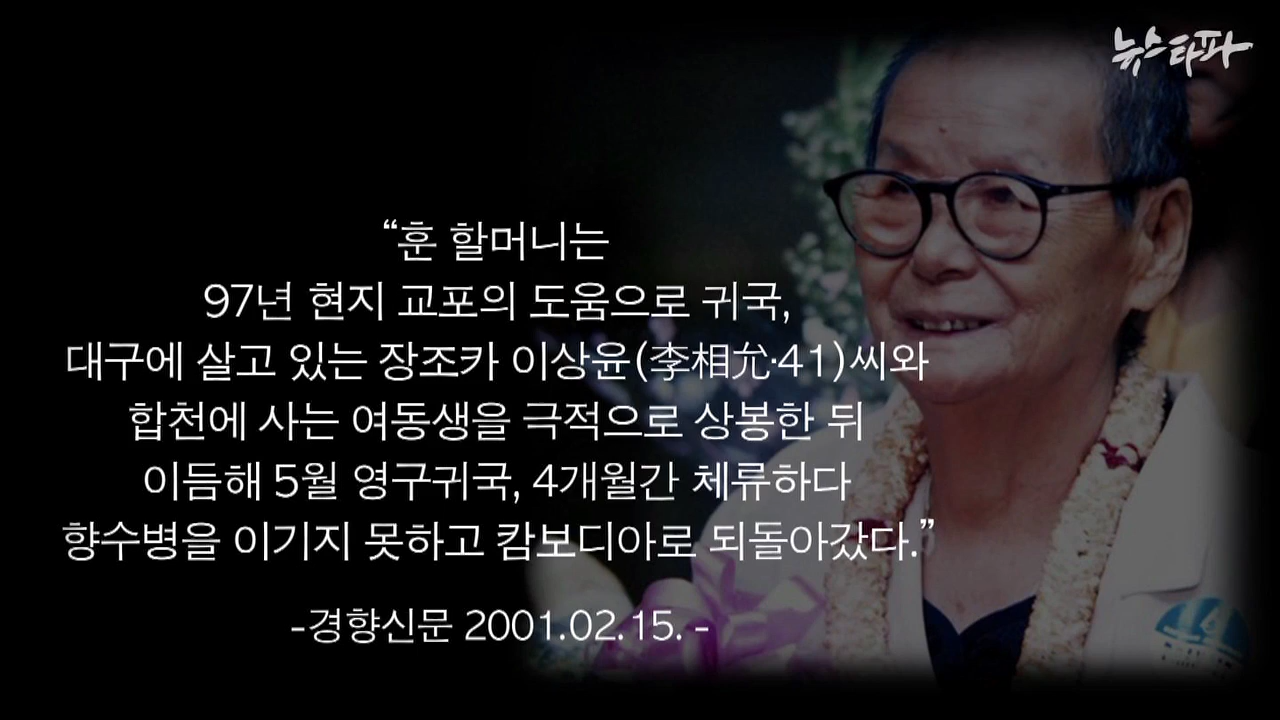 뉴스타파
“훈 할머니는
97년 현지 교포의 도움으로 귀국,
대구에 살고 있는 장조카 이상윤(李相允·41)씨와
합천에 사는 여동생을 극적으로 상봉한 뒤
이듬해 5월 영구귀국, 4개월간 체류하다
향수병을 이기지 못하고 캄보디아로 되돌아갔다.”
-경향신문 2001.02.15. -